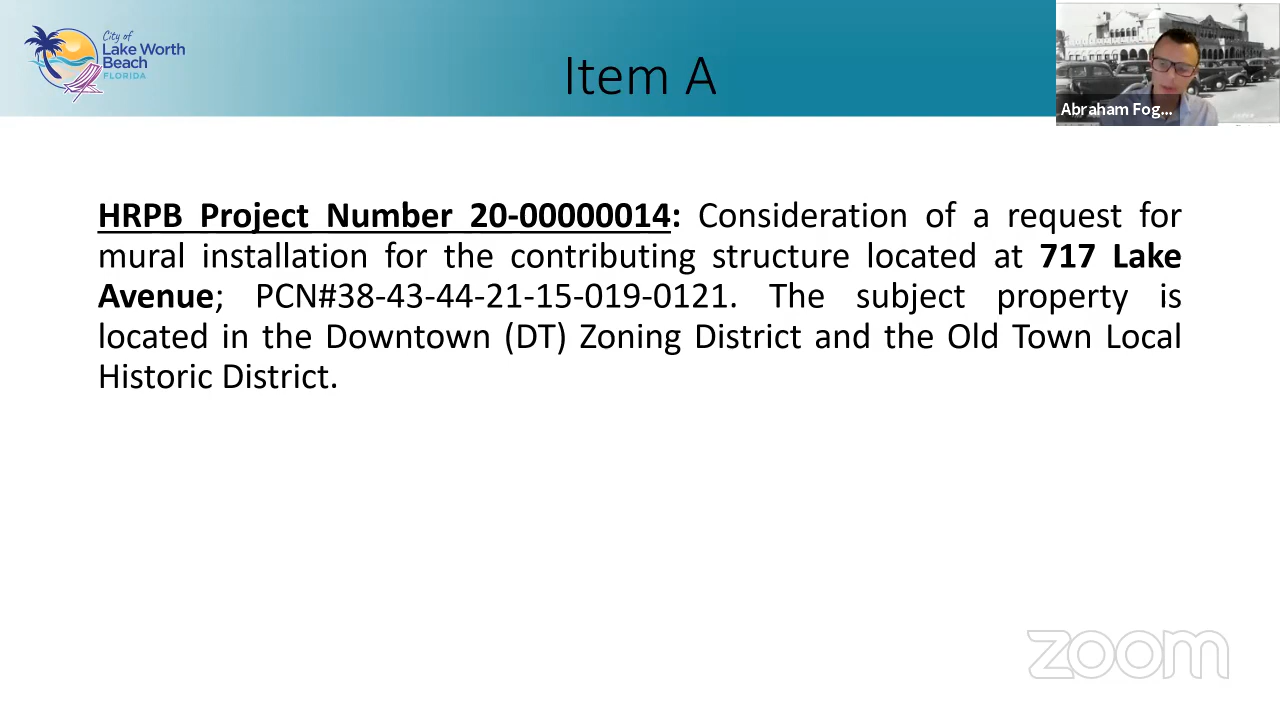 City of
Lake Worth
Beach
FLORIDA
Item A
Abraham Fog...
HRPB Project Number 20-00000014: Consideration of a request for
mural installation for the contributing structure located at 717 Lake
Avenue; PCN#38-43-44-21-15-019-0121. The subject property is
located in the Downtown (DT) Zoning District and the Old Town Local
Historic District.
zoom